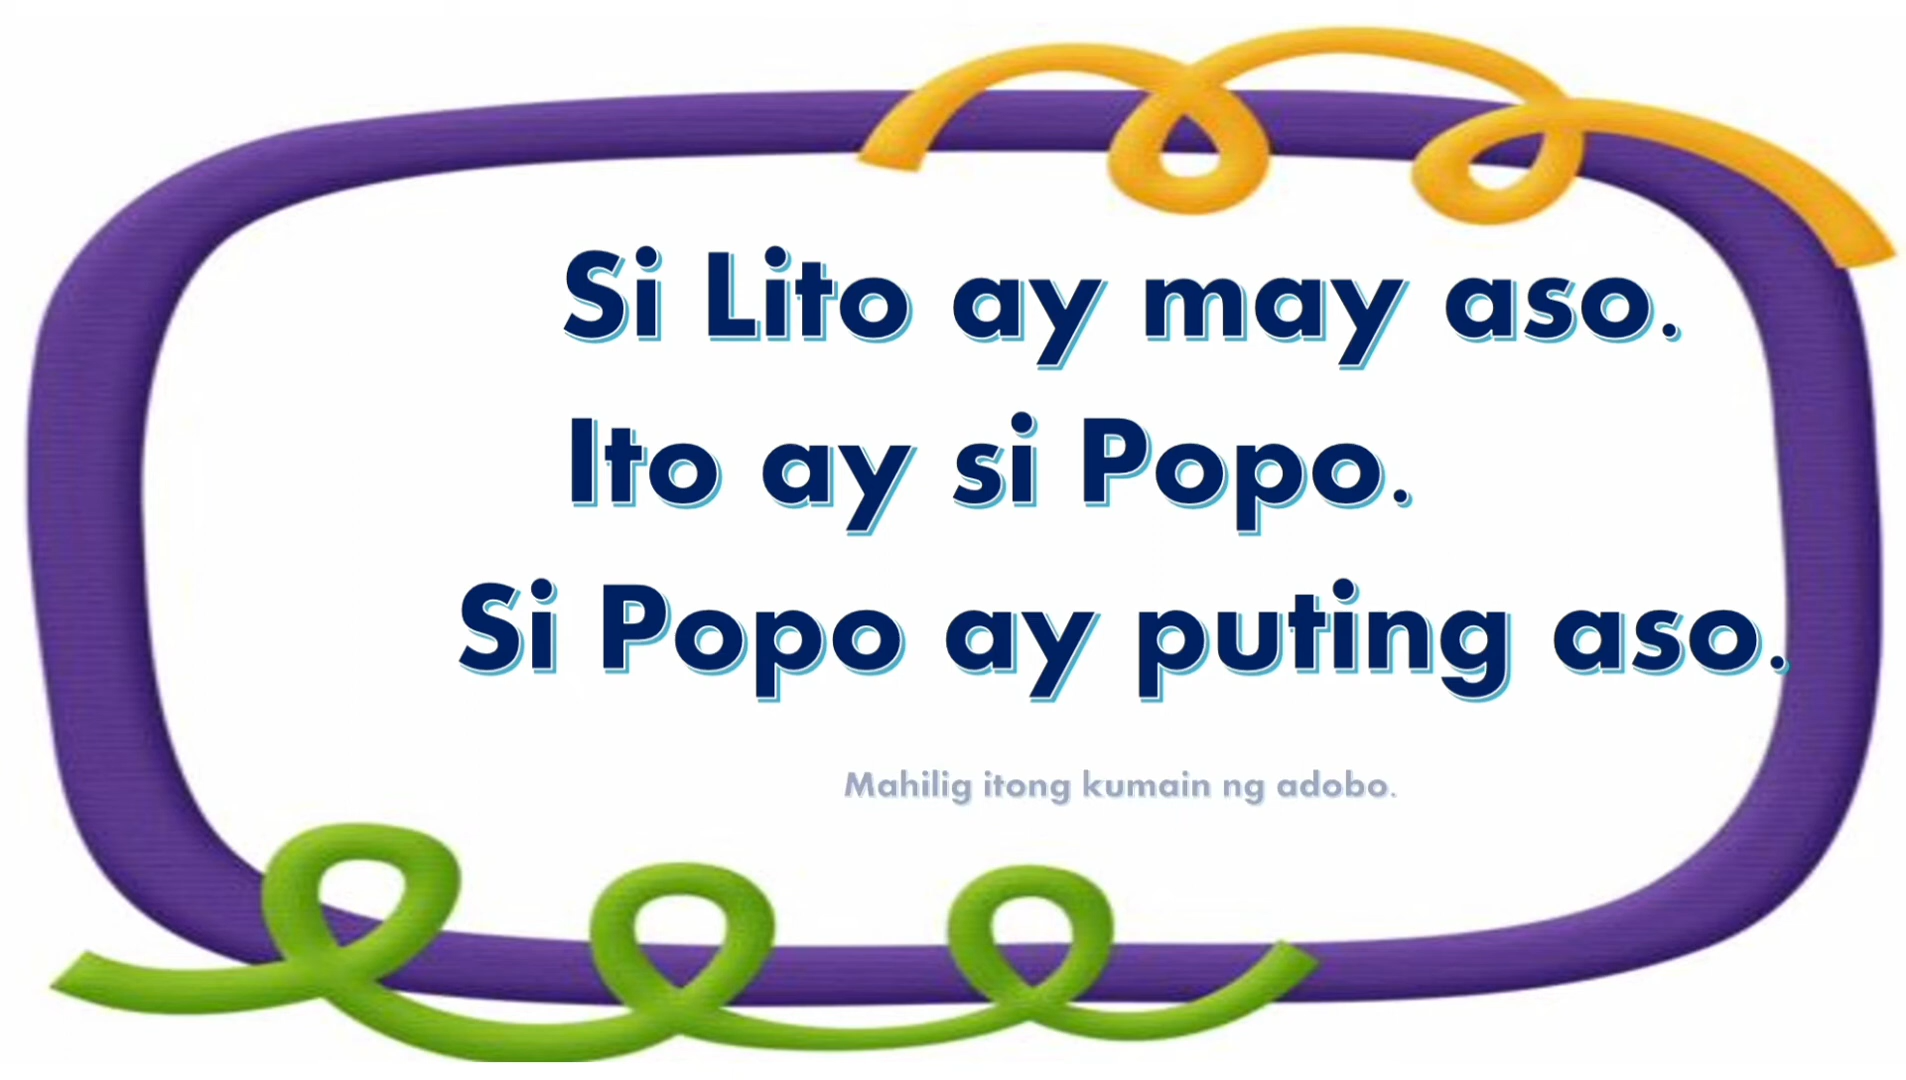 Si Lito ay may aso.
Ito ay si Popo.
Si Popo ay puting aso.
Mahilig itong kumain ng adobo.